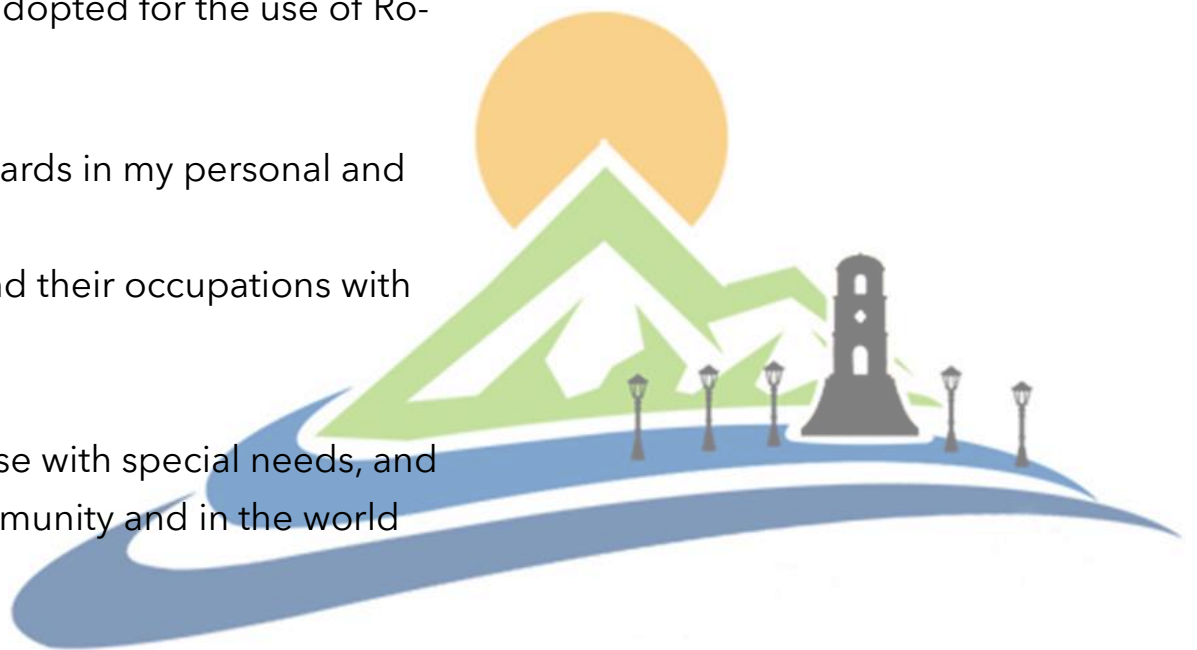 dopted for the use of Ro-
ards in my personal and
nd their occupations with
se with special needs, and
munity and in the world